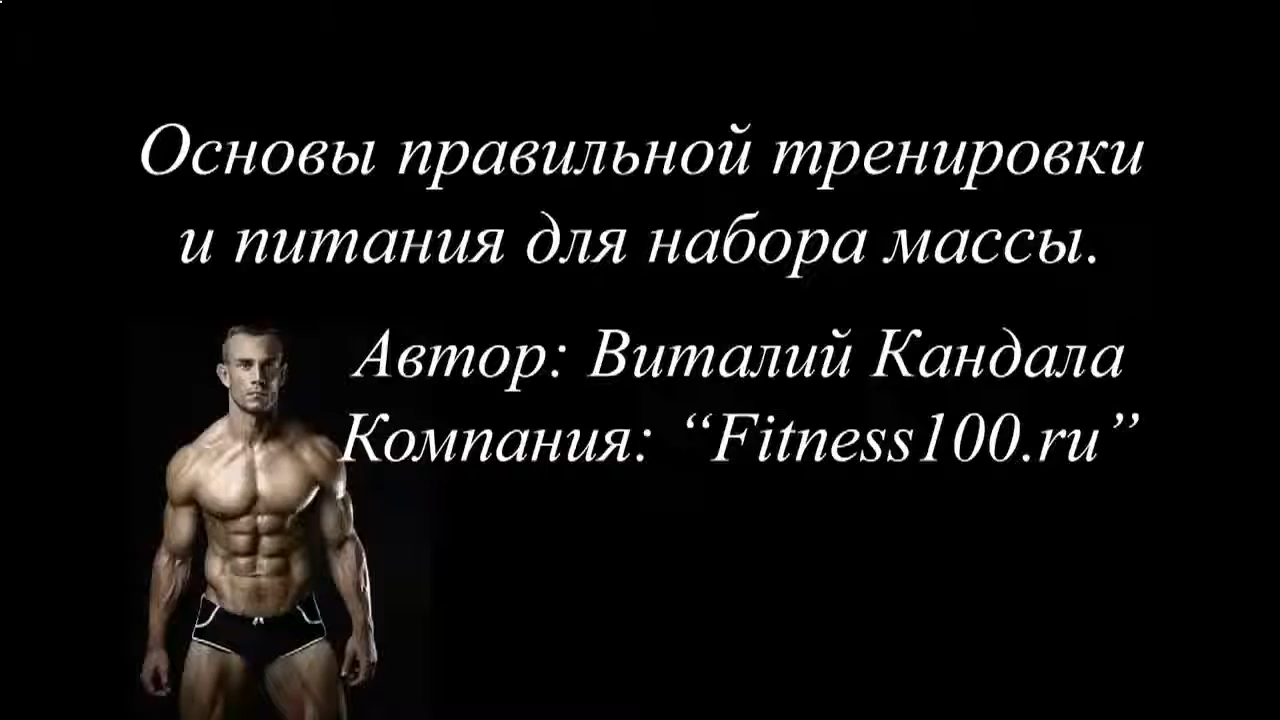 Основы правильной тренировки
и питания для набора массы.
Автор: Виталий Кандала
Компания: “Fitness100.ru”